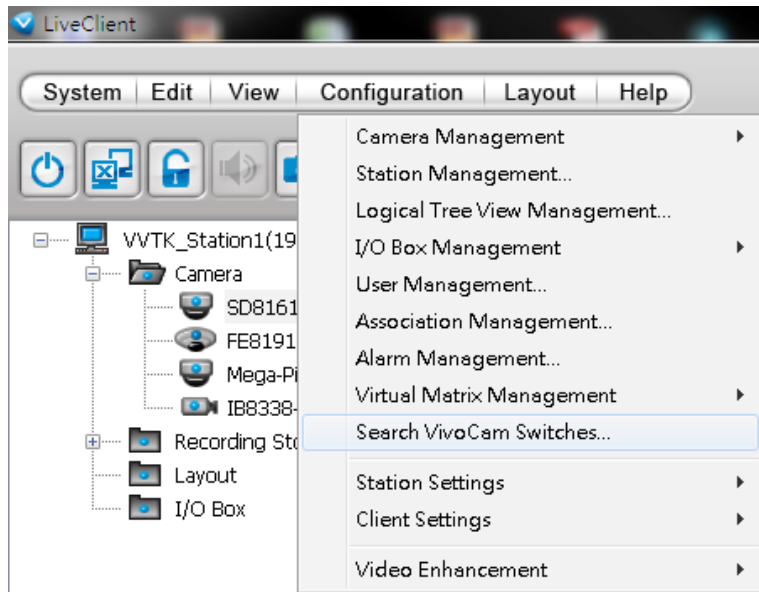 LiveClient
System Edit View Configuration Layout Help
Camera Management
Station Management...
Logical Tree View Management...
I/O Box Management
User Management...
Association Management...
Alarm Management...
Virtual Matrix Management
Search VivoCam Switches...
Station Settings
Client Settings
Video Enhancement
VVTK_Station1(19
Camera
SD8161
FE8191
Mega-Pi
IB8338-
Recording Sto
Layout
I/O Box